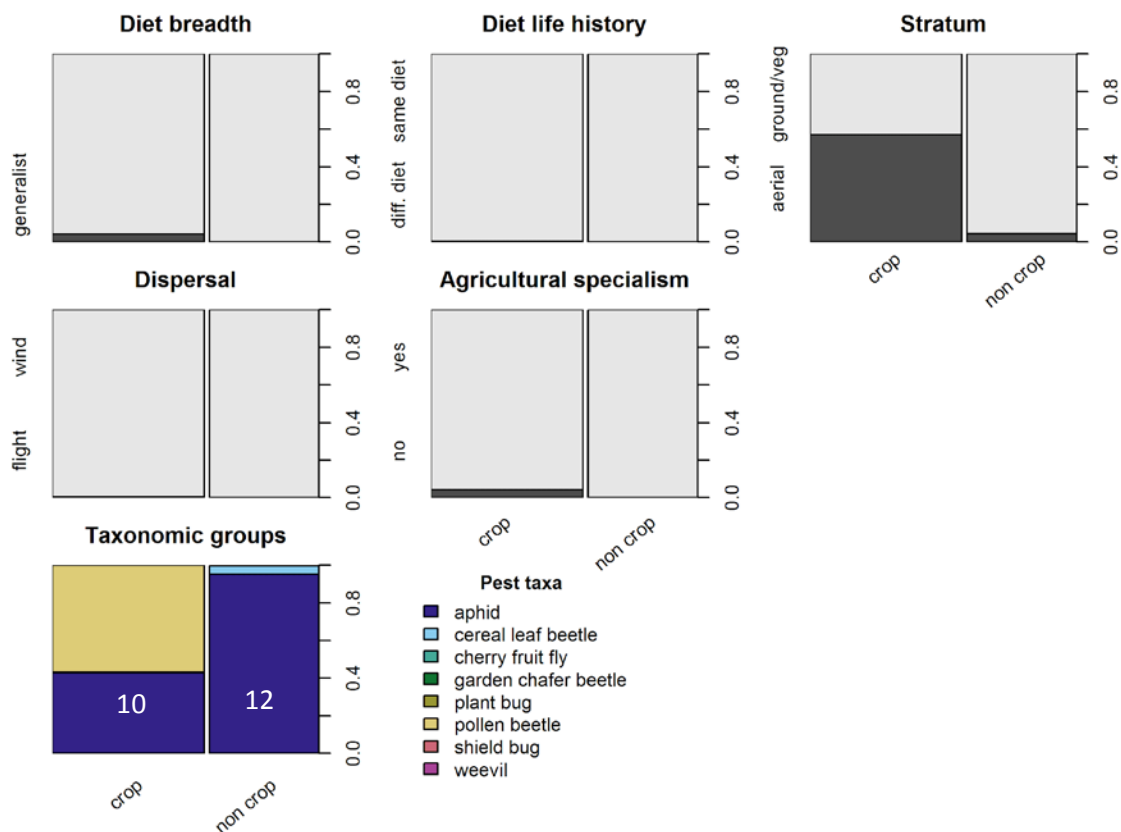 Diet breadth
generalist
0.0 0.4 0.8
Diet life history
diff. diet same diet
0.0 0.4 0.8
Stratum
aerial ground/veg
0.0 0.4 0.8
crop
non crop
Dispersal
flight wind
0.0 0.4 0.8
Agricultural specialism
no yes
0.0 0.4 0.8
crop
non crop
Taxonomic groups
10
12
0.0 0.4 0.8
crop
non crop
Pest taxa
aphid
cereal leaf beetle
cherry fruit fly
garden chafer beetle
plant bug
pollen beetle
shield bug
weevil